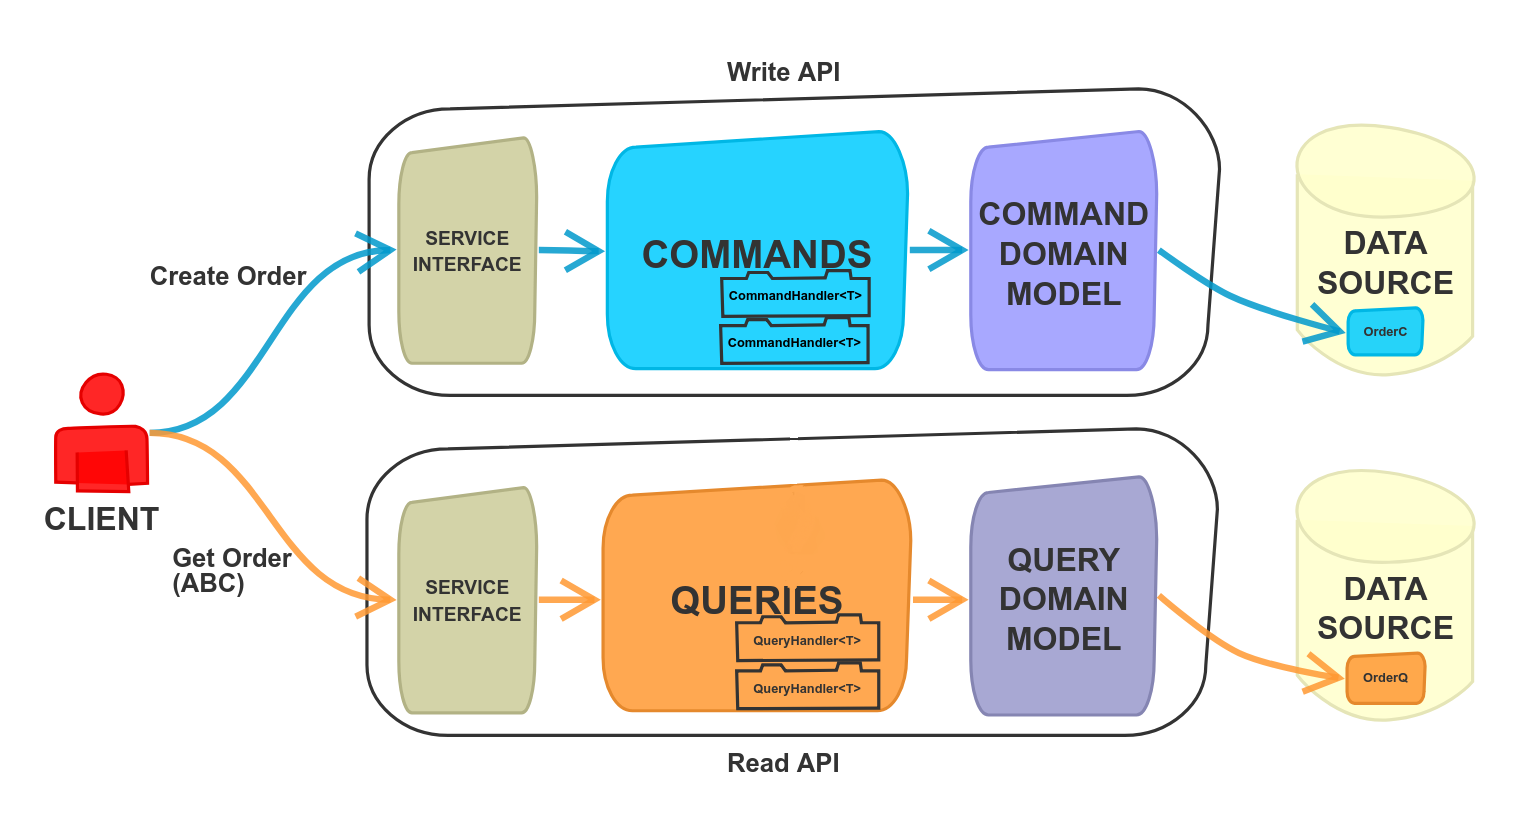 Write API
SERVICE
INTERFACE
COMMANDS
CommandHandler<T>
CommandHandler<T>
COMMAND
DOMAIN
MODEL
DATA
SOURCE
OrderC
Create Order
CLIENT
Get Order
(ABC)
SERVICE
INTERFACE
QUERIES
QueryHandler<T>
QueryHandler<T>
QUERY
DOMAIN
MODEL
DATA
SOURCE
OrderQ
Read API